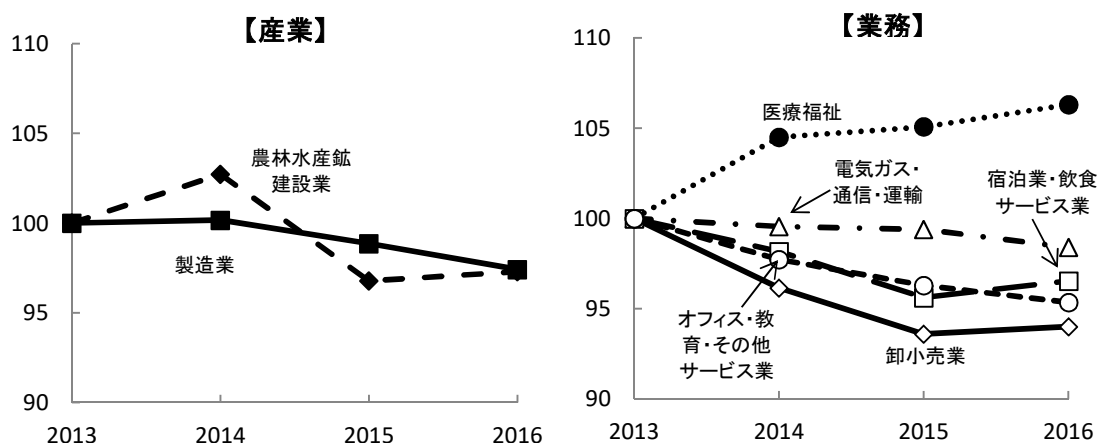 【産業】
110
105
100
95
90
農林水産鉱
建設業
製造業
2013
2014
2015
2016
【業務】
110
105
100
95
90
医療福祉
電気ガス・
通信・運輸
宿泊業・飲食
サービス業
オフィス・教
育・その他
サービス業
卸小売業
2013
2014
2015
2016